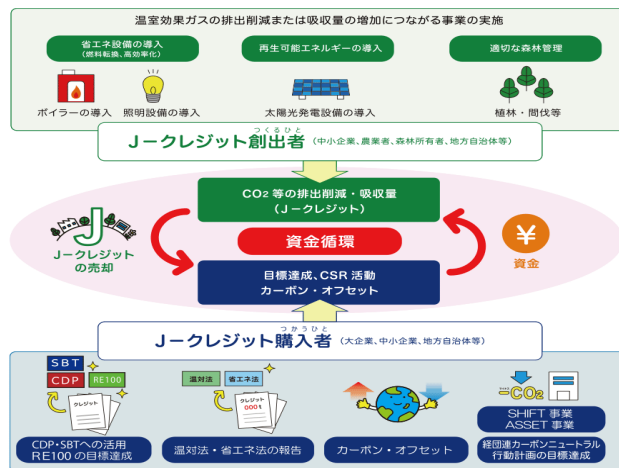 温室効果ガスの排出削減または吸収量の増加につながる事業の実施
省エネ設備の導入
(燃料転換、高効率化)
再生可能エネルギーの導入
適切な森林管理
ボイラーの導入
照明設備の導入
太陽光発電設備の導入
植林・間伐等
つくるひと
Jークレジット創出者
(中小企業、農業者、森林所有者、地方自治体等)
CO2 等の排出削減・吸収量
(Jークレジット)
J
Jークレジット
の売却
資金循環
¥
資金
目標達成、CSR 活動
カーボン・オフセット
つかうひと
Jークレジット購入者
(大企業、中小企業、地方自治体等)
SBT
CDP
RE100
クレジット
CDP・SBTへの活用
RE100の目標達成
温対法
省エネ法
クレジット
000t
温対法・省エネ法の報告
カーボン・オフセット
-CO2
SHIFT 事業
ASSET 事業
経団連カーボンニュートラル
行動計画の目標達成